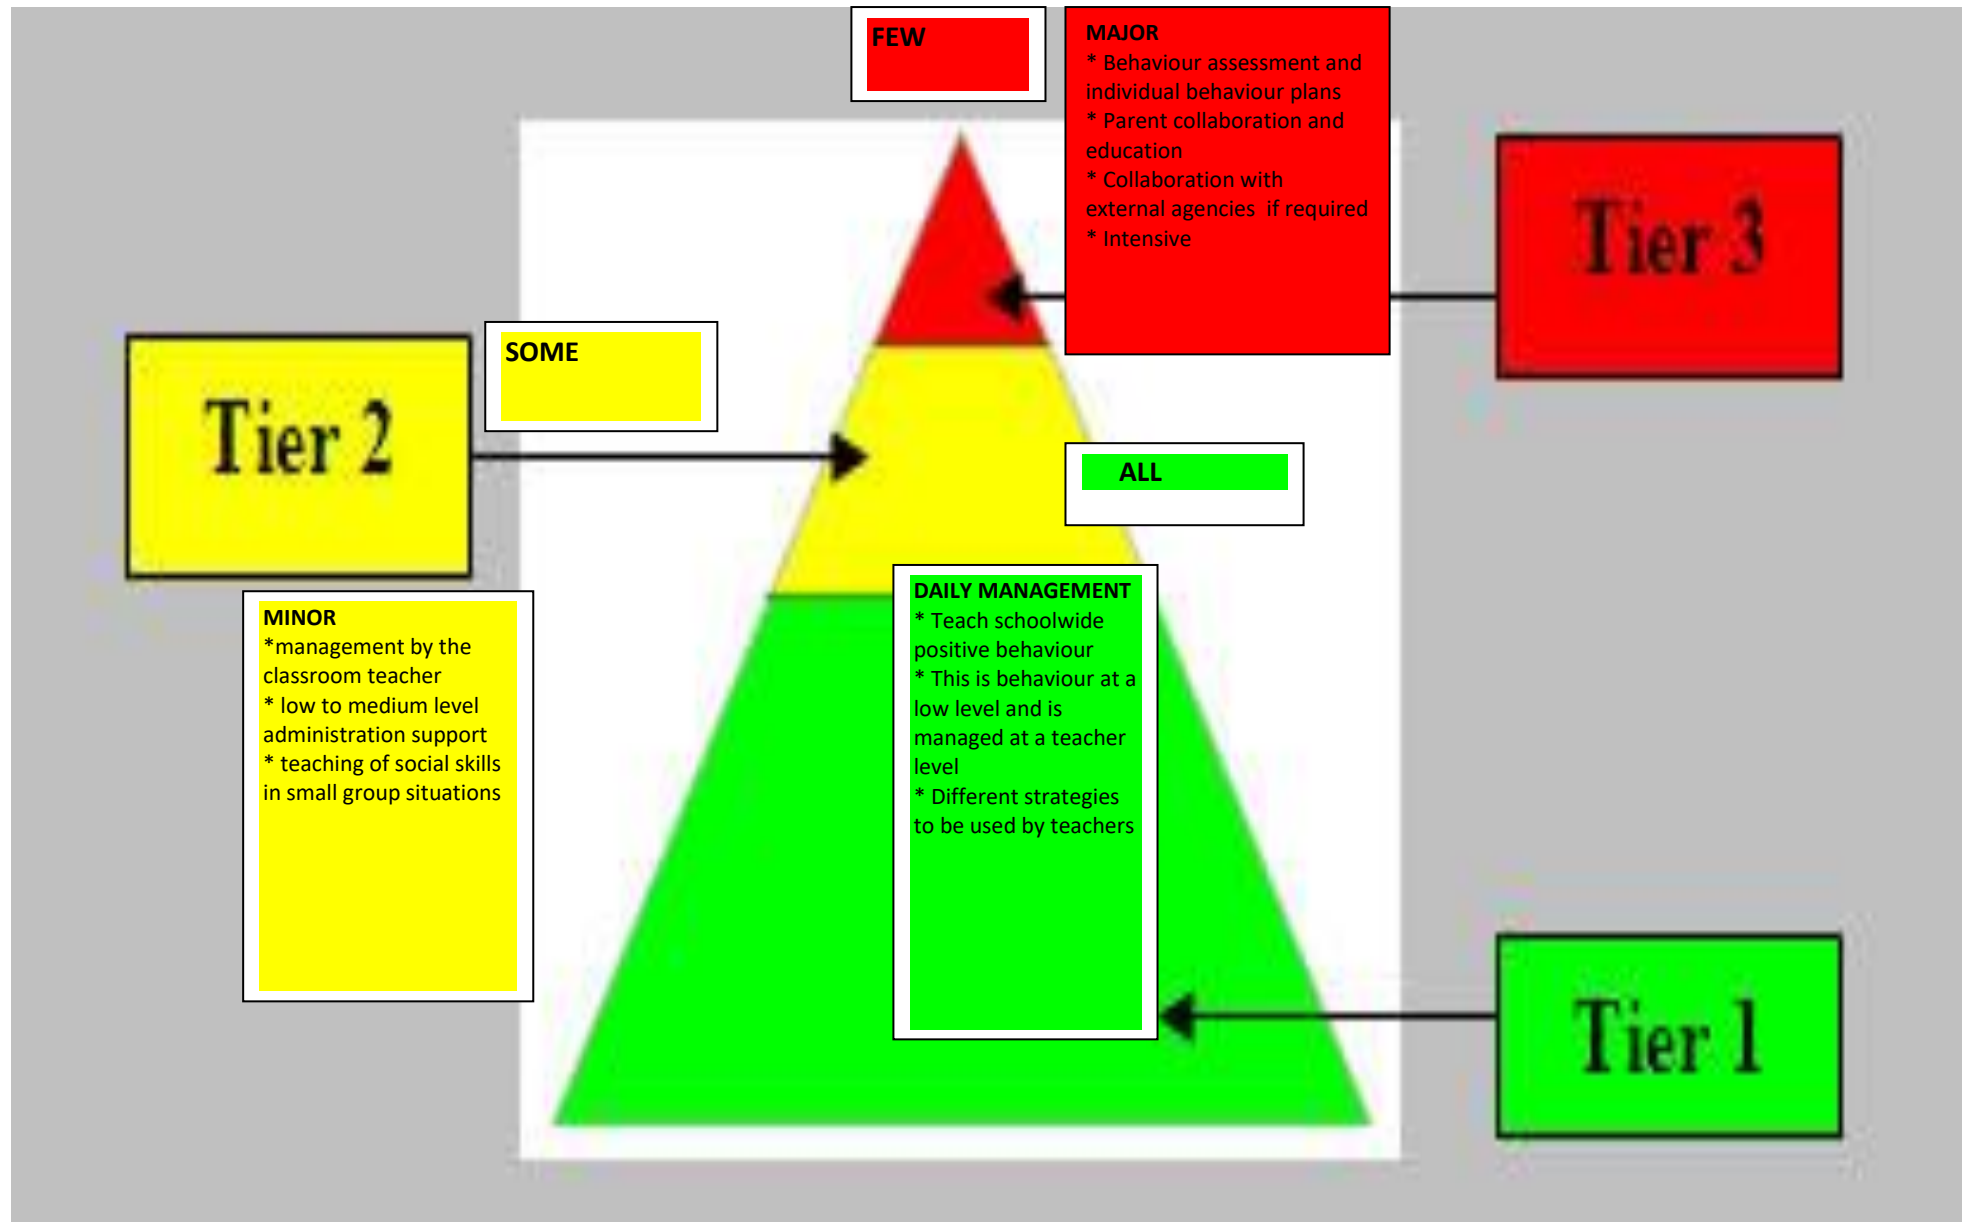 FEW
MAJOR
* Behaviour assessment and
individual behaviour plans
* Parent collaboration and
education
* Collaboration with
external agencies  if required
* Intensive
Tier 3
SOME
Tier 2
ALL
MINOR
*management by the
classroom teacher
* low to medium level
administration support
* teaching of social skills
in small group situations
DAILY MANAGEMENT
* Teach schoolwide
positive behaviour
* This is behaviour at a
low level and is
managed at a teacher
level
* Different strategies
to be used by teachers
Tier 1